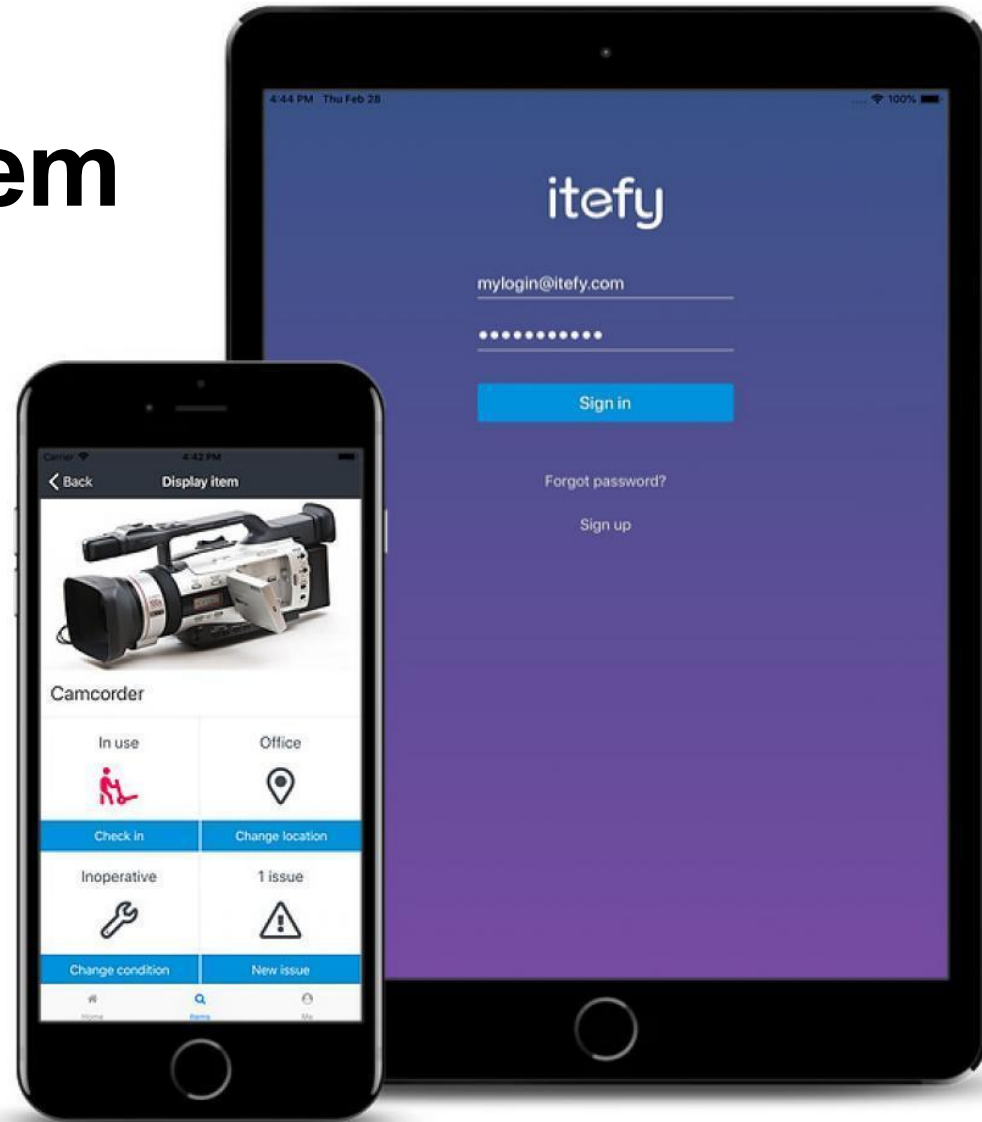 em
4:44 PM Thu Feb 28
100%
itefy
mylogin@itefy.com
Sign in
Forgot password?
Sign up
Carrier 4:42 PM
Back Display item
Camcorder
In use Office
Check in Change location
Inoperative 1 issue
Change condition New issue
Home Items Me